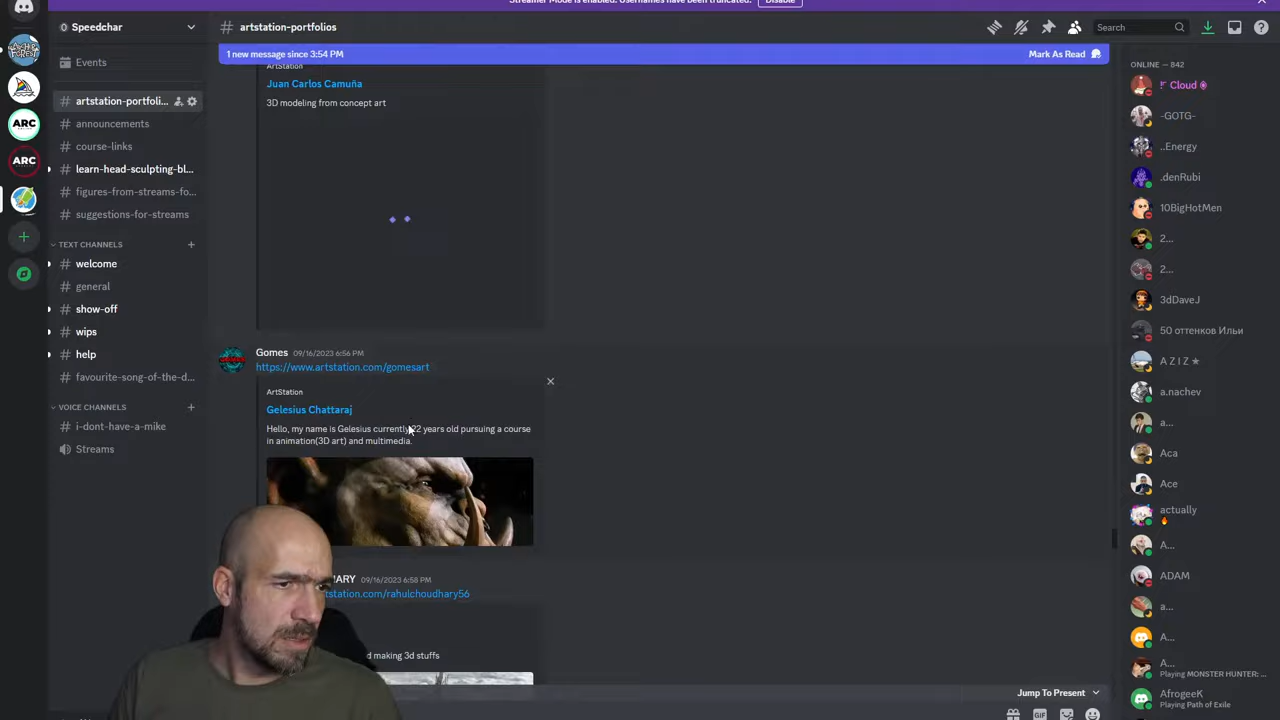 Streamer Mode is enabled. Usernames have been truncated.
Disable
Speedchar
# artstation-portfolios
Search
1 new message since 3:54 PM
Mark As Read
Events
# artstation-portfoli...
# announcements
# course-links
# learn-head-sculpting-bl...
# figures-from-streams-fo...
# suggestions-for-streams
TEXT CHANNELS
# welcome
# general
# show-off
# wips
# help
# favourite-song-of-the-d...
VOICE CHANNELS
i-dont-have-a-mike
Streams
ARC
ARC
ArtStation
Juan Carlos Camuña
3D modeling from concept art
Gomes 09/16/2023 6:56 PM
https://www.artstation.com/gomesart
ArtStation
Gelesius Chattaraj
Hello, my name is Gelesius currently 22 years old pursuing a course
in animation(3D art) and multimedia.
ARY 09/16/2023 6:58 PM
tstation.com/rahulchoudhary56
d making 3d stuffs
Jump To Present
GIF
ONLINE — 842
Cloud
-GOTG-
..Energy
.denRubi
10BigHotMen
2...
2...
3dDaveJ
50 оттенков Ильи
A Z I Z ★
a.nachev
a...
Aca
Ace
actually
A...
ADAM
a...
A...
A...
Playing MONSTER HUNTER: ...
AfrogeeK
Playing Path of Exile